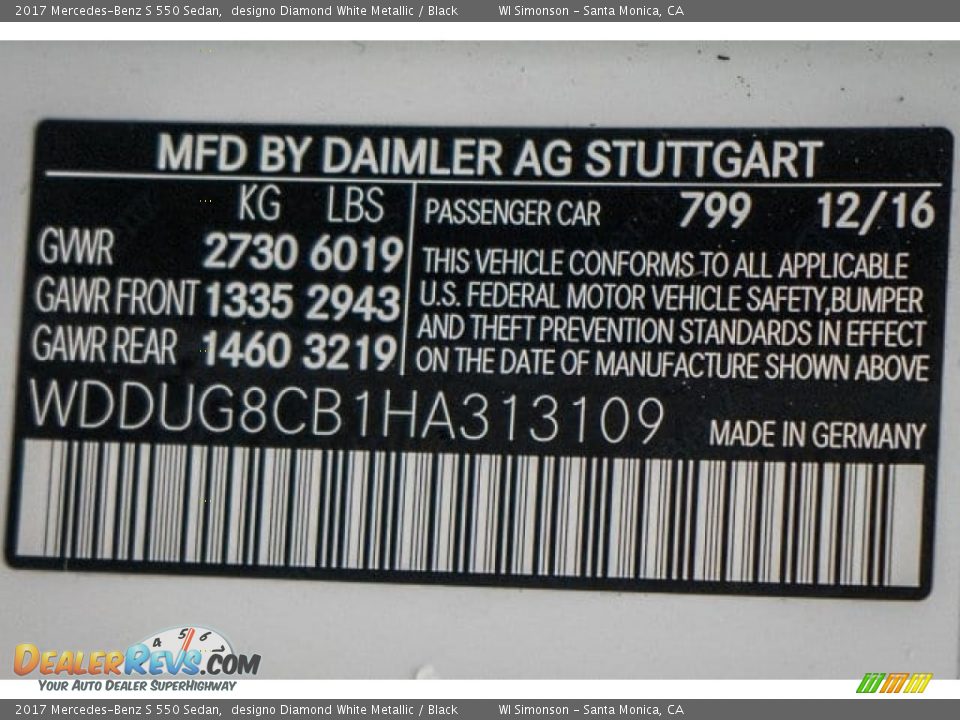 2017 Mercedes-Benz S 550 Sedan, designo Diamond White Metallic / Black WI Simonson - Santa Monica, CA
MFD BY DAIMLER AG STUTTGART
KG LBS
GVWR 2730 6019
GAWR FRONT 1335 2943
GAWR REAR 1460 3219
PASSENGER CAR 799 12/16
THIS VEHICLE CONFORMS TO ALL APPLICABLE
U.S. FEDERAL MOTOR VEHICLE SAFETY,BUMPER
AND THEFT PREVENTION STANDARDS IN EFFECT
ON THE DATE OF MANUFACTURE SHOWN ABOVE
WDDUG8CB1HA313109
MADE IN GERMANY
4 5 6 7
DEALERREVS.COM
YOUR AUTO DEALER SUPERHIGHWAY
2017 Mercedes-Benz S 550 Sedan, designo Diamond White Metallic / Black WI Simonson - Santa Monica, CA